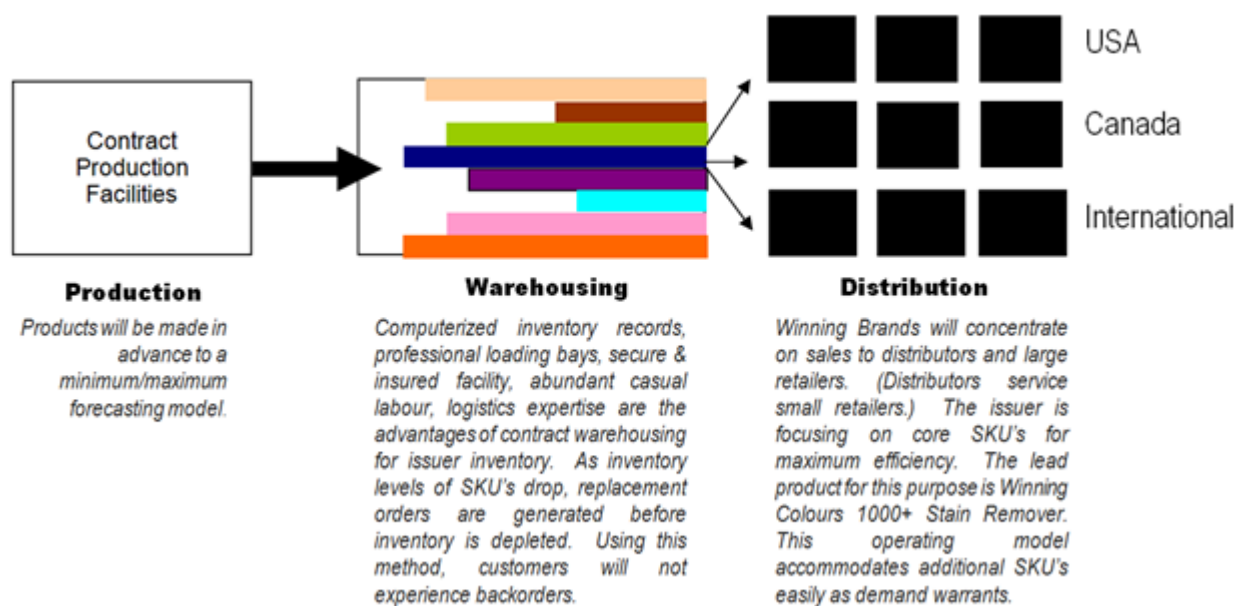 USA
Canada
International
Contract
Production
Facilities
Production
Products will be made in
advance to a
minimum/maximum
forecasting model.
Warehousing
Computerized inventory records,
professional loading bays, secure &
insured facility, abundant casual
labour, logistics expertise are the
advantages of contract warehousing
for issuer inventory. As inventory
levels of SKU's drop, replacement
orders are generated before
inventory is depleted. Using this
method, customers will not
experience backorders.
Distribution
Winning Brands will concentrate
on sales to distributors and large
retailers. (Distributors service
small retailers.) The issuer is
focusing on core SKU's for
maximum efficiency. The lead
product for this purpose is Winning
Colours 1000+ Stain Remover.
This operating model
accommodates additional SKU's
easily as demand warrants.